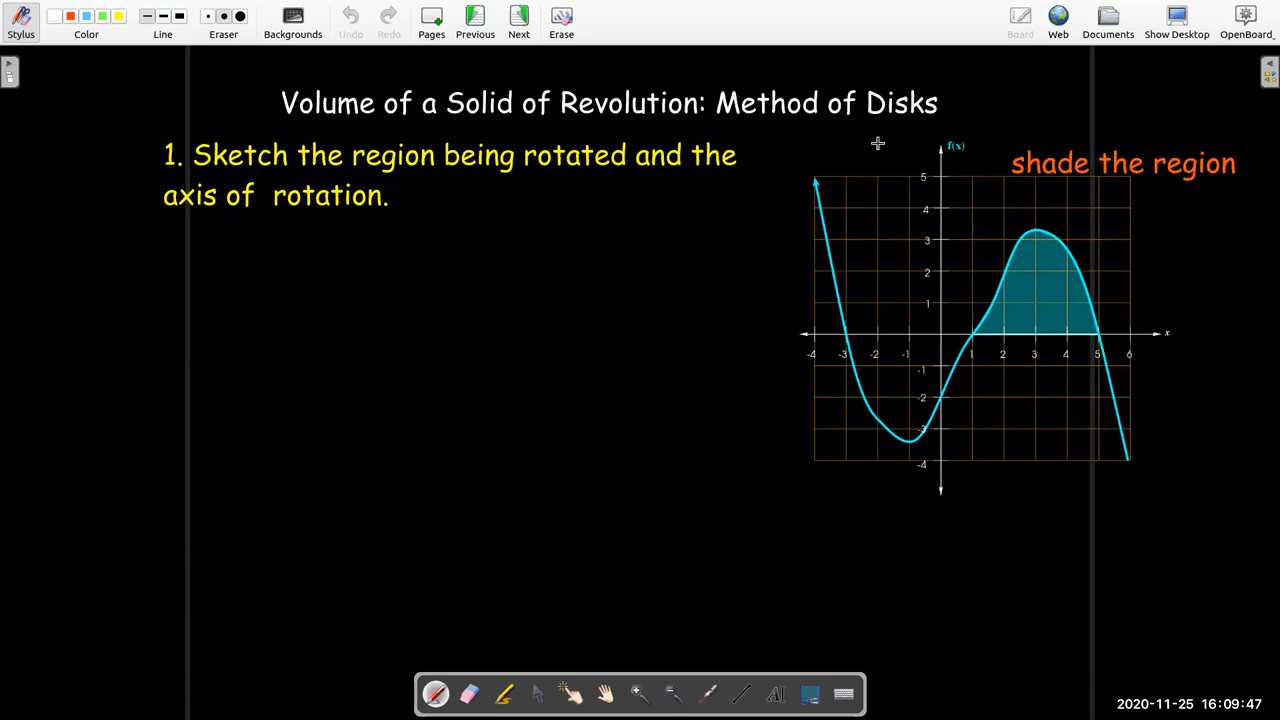 Stylus
Color
Line
Eraser
Backgrounds
Undo
Redo
Pages
Previous
Next
Erase
Board
Web
Documents
Show Desktop
OpenBoard
Volume of a Solid of Revolution: Method of Disks
1. Sketch the region being rotated and the
axis of rotation.
f(x)
shade the region
5
4
3
2
1
x
-4 -3 -2 -1 1 2 3 4 5 6
-1
-2
-3
-4
AI
2020-11-25 16:09:47